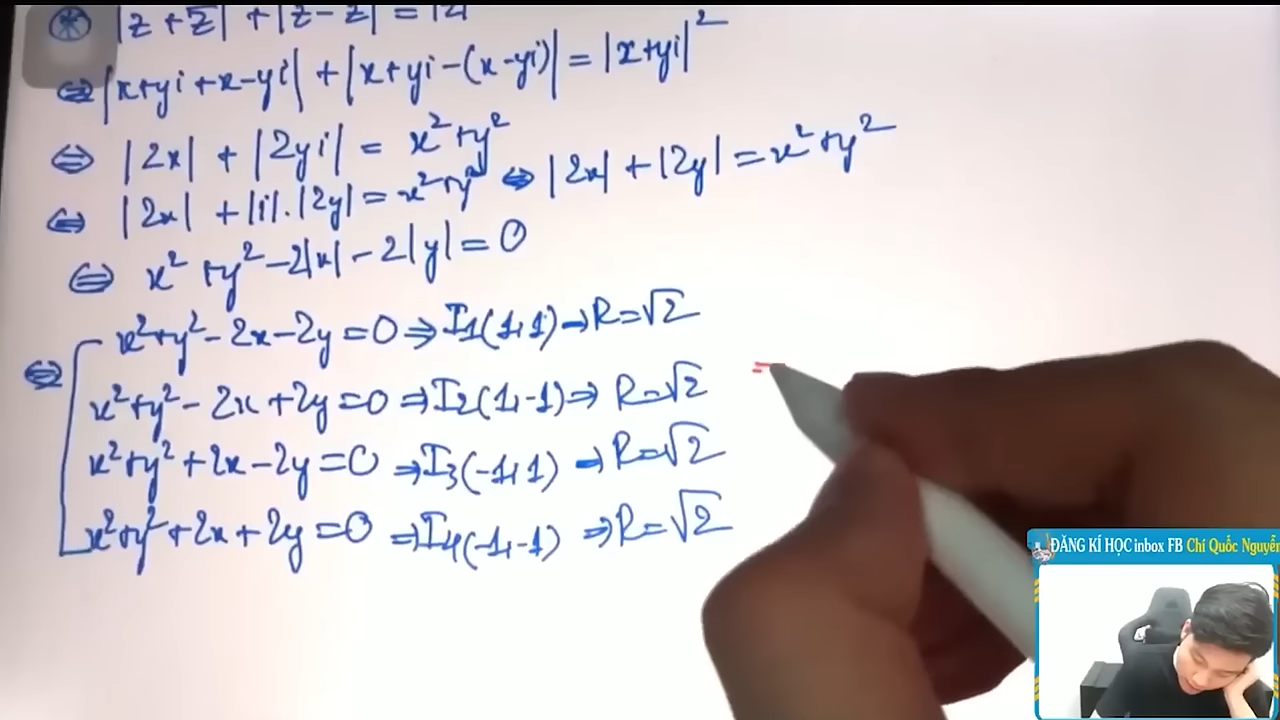 ⊛ |z + z̅| + |z - z̅| = |z|
⇔ |x+yi+x-yi| + |x+yi-(x-yi)| = |x+yi|²
⇔ |2x| + |2yi| = x²+y²
⇔ |2x| + |i|.|2y| = x²+y² ⇔ |2x| + |2y| = x²+y²
⇔ x²+y²-2|x|-2|y|=0
⇔ x²+y²-2x-2y=0 ⇒ I1(1,1) → R=√2
x²+y²-2x+2y=0 ⇒ I2(1,-1) ⇒ R=√2
x²+y²+2x-2y=0 ⇒ I3(-1,1) → R=√2
x²+y²+2x+2y=0 ⇒ I4(-1,-1) ⇒ R=√2
ĐĂNG KÍ HỌC inbox FB Chí Quốc Nguyễn